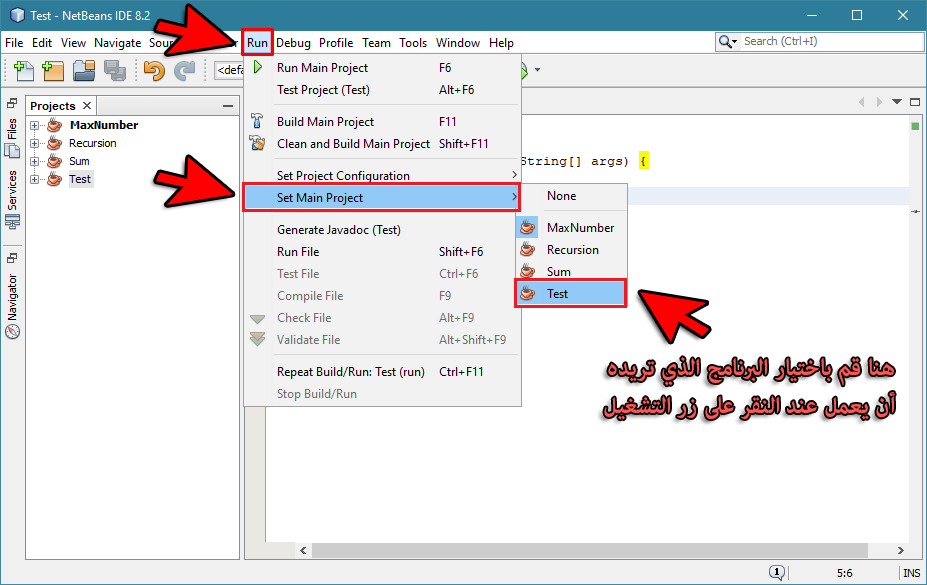 Test - NetBeans IDE 8.2
File Edit View Navigate Sour Run Debug Profile Team Tools Window Help
Search (Ctrl+I)
<defa
Projects
MaxNumber
Recursion
Sum
Test
Files
Services
Navigator
Run Main Project F6
Test Project (Test) Alt+F6
Build Main Project F11
Clean and Build Main Project Shift+F11
Set Project Configuration
Set Main Project
Generate Javadoc (Test)
Run File Shift+F6
Test File Ctrl+F6
Compile File F9
Check File Alt+F9
Validate File Alt+Shift+F9
Repeat Build/Run: Test (run) Ctrl+F11
Stop Build/Run
None
MaxNumber
Recursion
Sum
Test
String[] args) {
هنا قم باختيار البرنامج الذي تريده
أن يعمل عند النقر على زر التشغيل
1
5:6
INS